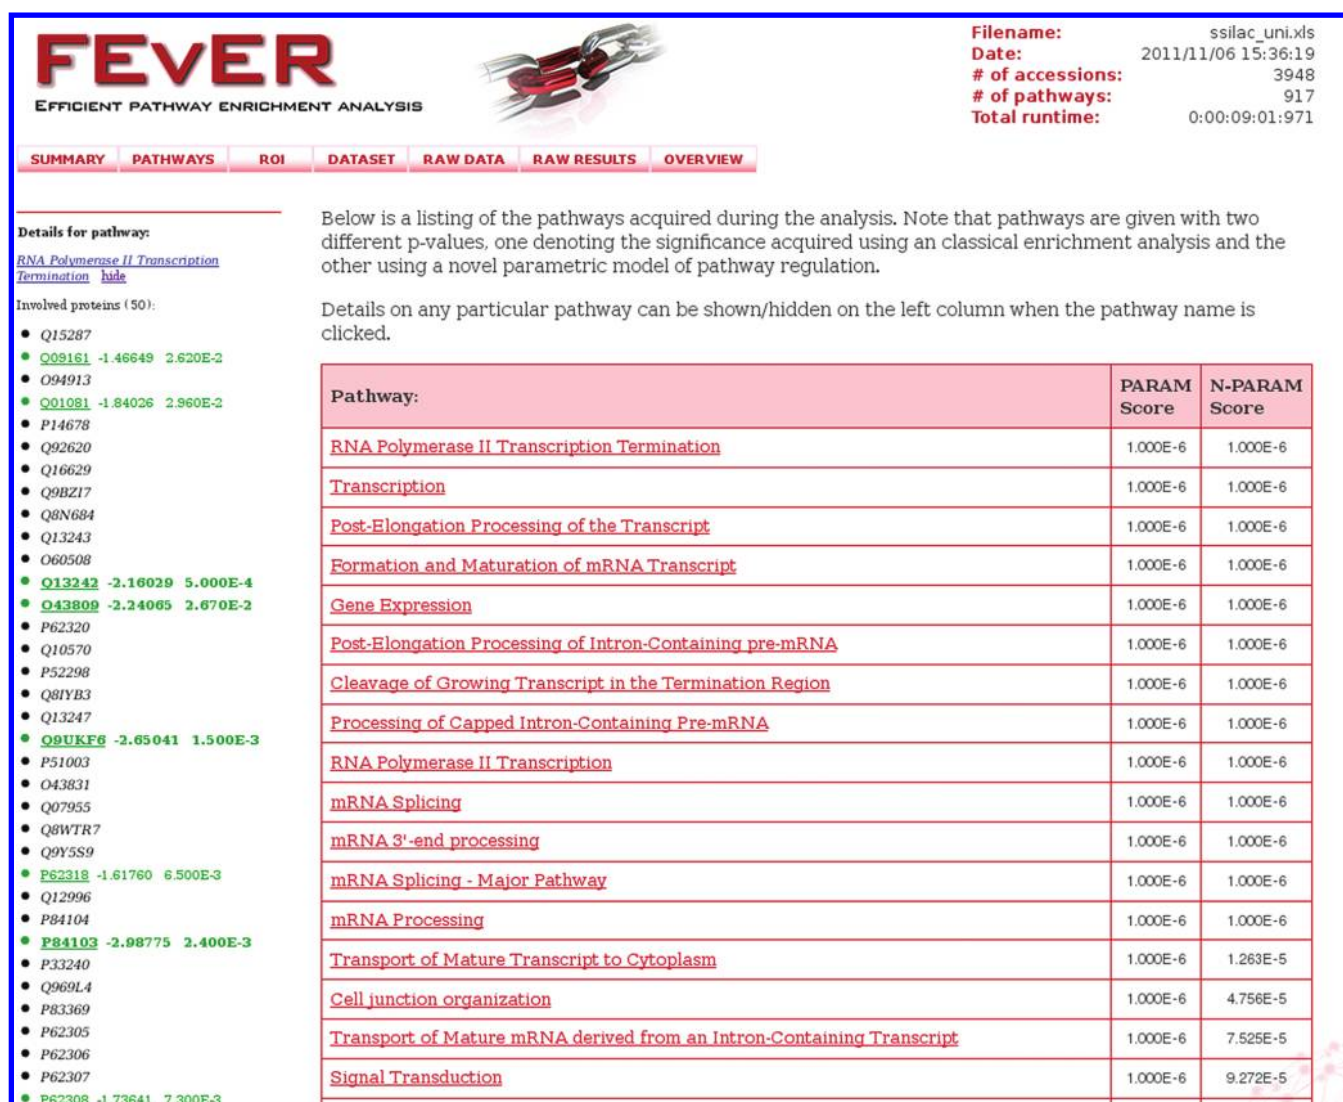 FEvER
EFFICIENT PATHWAY ENRICHMENT ANALYSIS
Filename: ssilac_uni.xls
Date: 2011/11/06 15:36:19
# of accessions: 3948
# of pathways: 917
Total runtime: 0:00:09:01:971
SUMMARY PATHWAYS ROI DATASET RAW DATA RAW RESULTS OVERVIEW
Details for pathway:
RNA Polymerase II Transcription
Termination hide
Involved proteins (50):
Q15287
Q09161 -1.46649 2.620E-2
O94913
Q01081 -1.84026 2.960E-2
P14678
Q92620
Q16629
Q9BZI7
Q8N684
Q13243
O60508
Q13242 -2.16029 5.000E-4
O43809 -2.24065 2.670E-2
P62320
Q10570
P52298
Q8IYB3
Q13247
Q9UKF6 -2.65041 1.500E-3
P51003
O43831
Q07955
Q8WTR7
Q9Y5S9
P62318 -1.61760 6.500E-3
Q12996
P84104
P84103 -2.98775 2.400E-3
P33240
Q969L4
P83369
P62305
P62306
P62307
P62308 -1.73641 7.300E-3
Below is a listing of the pathways acquired during the analysis. Note that pathways are given with two
different p-values, one denoting the significance acquired using an classical enrichment analysis and the
other using a novel parametric model of pathway regulation.
Details on any particular pathway can be shown/hidden on the left column when the pathway name is
clicked.
Pathway: PARAM Score N-PARAM Score
RNA Polymerase II Transcription Termination 1.000E-6 1.000E-6
Transcription 1.000E-6 1.000E-6
Post-Elongation Processing of the Transcript 1.000E-6 1.000E-6
Formation and Maturation of mRNA Transcript 1.000E-6 1.000E-6
Gene Expression 1.000E-6 1.000E-6
Post-Elongation Processing of Intron-Containing pre-mRNA 1.000E-6 1.000E-6
Cleavage of Growing Transcript in the Termination Region 1.000E-6 1.000E-6
Processing of Capped Intron-Containing Pre-mRNA 1.000E-6 1.000E-6
RNA Polymerase II Transcription 1.000E-6 1.000E-6
mRNA Splicing 1.000E-6 1.000E-6
mRNA 3'-end processing 1.000E-6 1.000E-6
mRNA Splicing - Major Pathway 1.000E-6 1.000E-6
mRNA Processing 1.000E-6 1.000E-6
Transport of Mature Transcript to Cytoplasm 1.000E-6 1.263E-5
Cell junction organization 1.000E-6 4.756E-5
Transport of Mature mRNA derived from an Intron-Containing Transcript 1.000E-6 7.525E-5
Signal Transduction 1.000E-6 9.272E-5